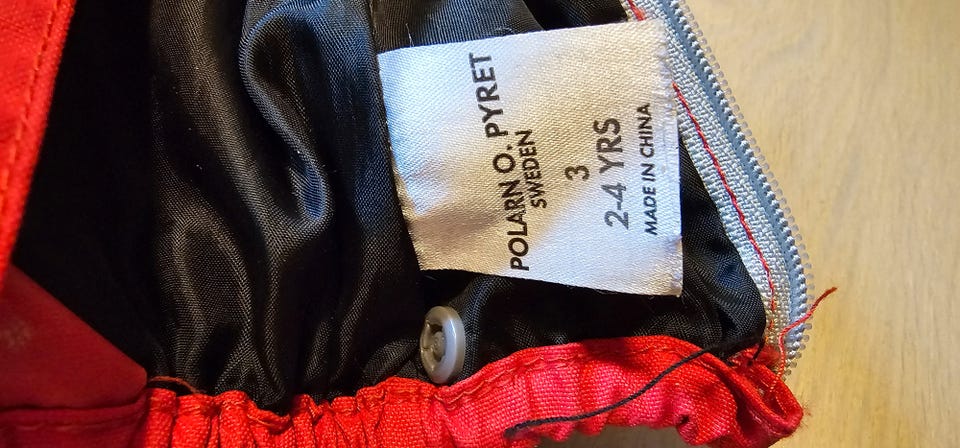 POLARN O. PYRET
SWEDEN
3
2-4 YRS
MADE IN CHINA